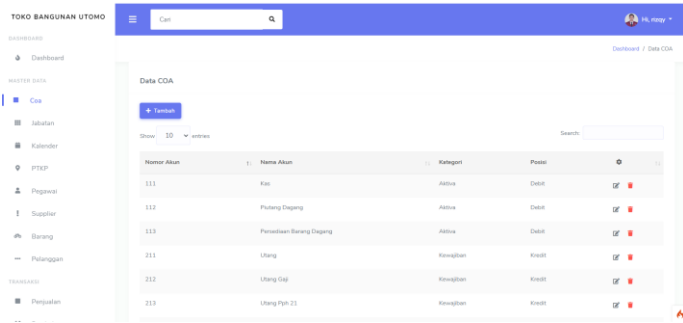 TOKO BANGUNAN UTOMO
Cari
Hi, rizqy
DASHBOARD
Dashboard
Dashboard / Data COA
MASTER DATA
Coa
Jabatan
Kalender
PTKP
Pegawai
Supplier
Barang
Pelanggan
TRANSAKSI
Penjualan
Data COA
+ Tambah
Show 10 entries
Search:
Nomor Akun Nama Akun Kategori Posisi
111 Kas Aktiva Debit
112 Piutang Dagang Aktiva Debit
113 Persediaan Barang Dagang Aktiva Debit
211 Utang Kewajiban Kredit
212 Utang Gaji Kewajiban Kredit
213 Utang Pph 21 Kewajiban Kredit